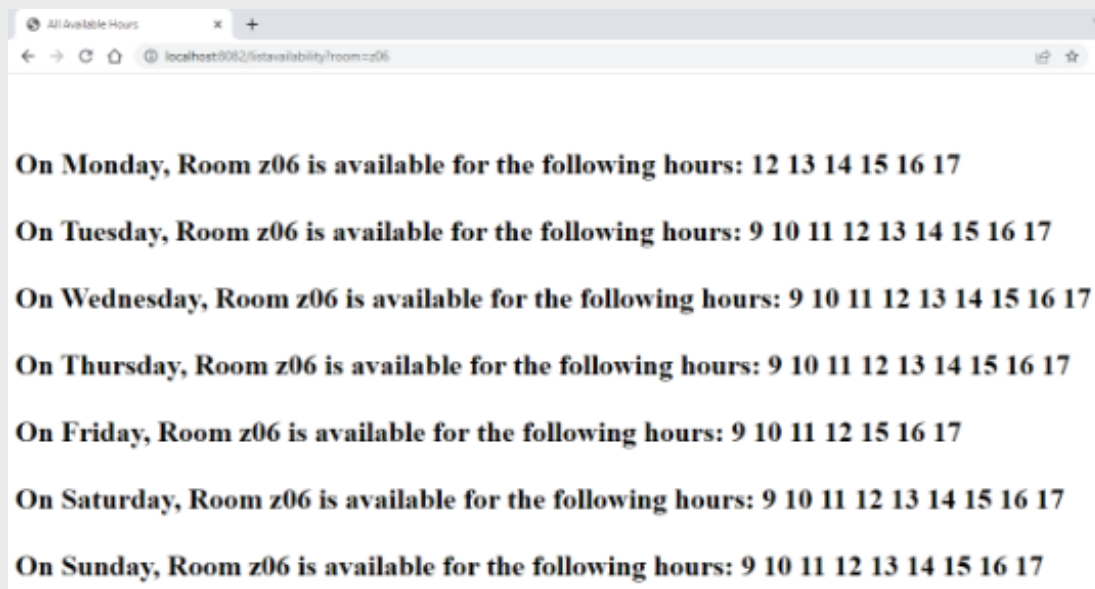 All Available Hours
localhost:8082/listavailability?room=z06
On Monday, Room z06 is available for the following hours: 12 13 14 15 16 17
On Tuesday, Room z06 is available for the following hours: 9 10 11 12 13 14 15 16 17
On Wednesday, Room z06 is available for the following hours: 9 10 11 12 13 14 15 16 17
On Thursday, Room z06 is available for the following hours: 9 10 11 12 13 14 15 16 17
On Friday, Room z06 is available for the following hours: 9 10 11 12 15 16 17
On Saturday, Room z06 is available for the following hours: 9 10 11 12 13 14 15 16 17
On Sunday, Room z06 is available for the following hours: 9 10 11 12 13 14 15 16 17